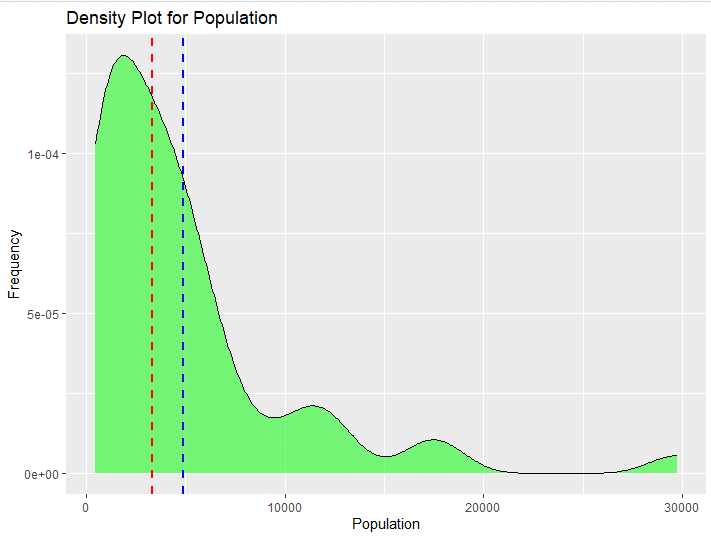 Density Plot for Population
Frequency
1e-04
5e-05
0e+00
0 10000 20000 30000
Population